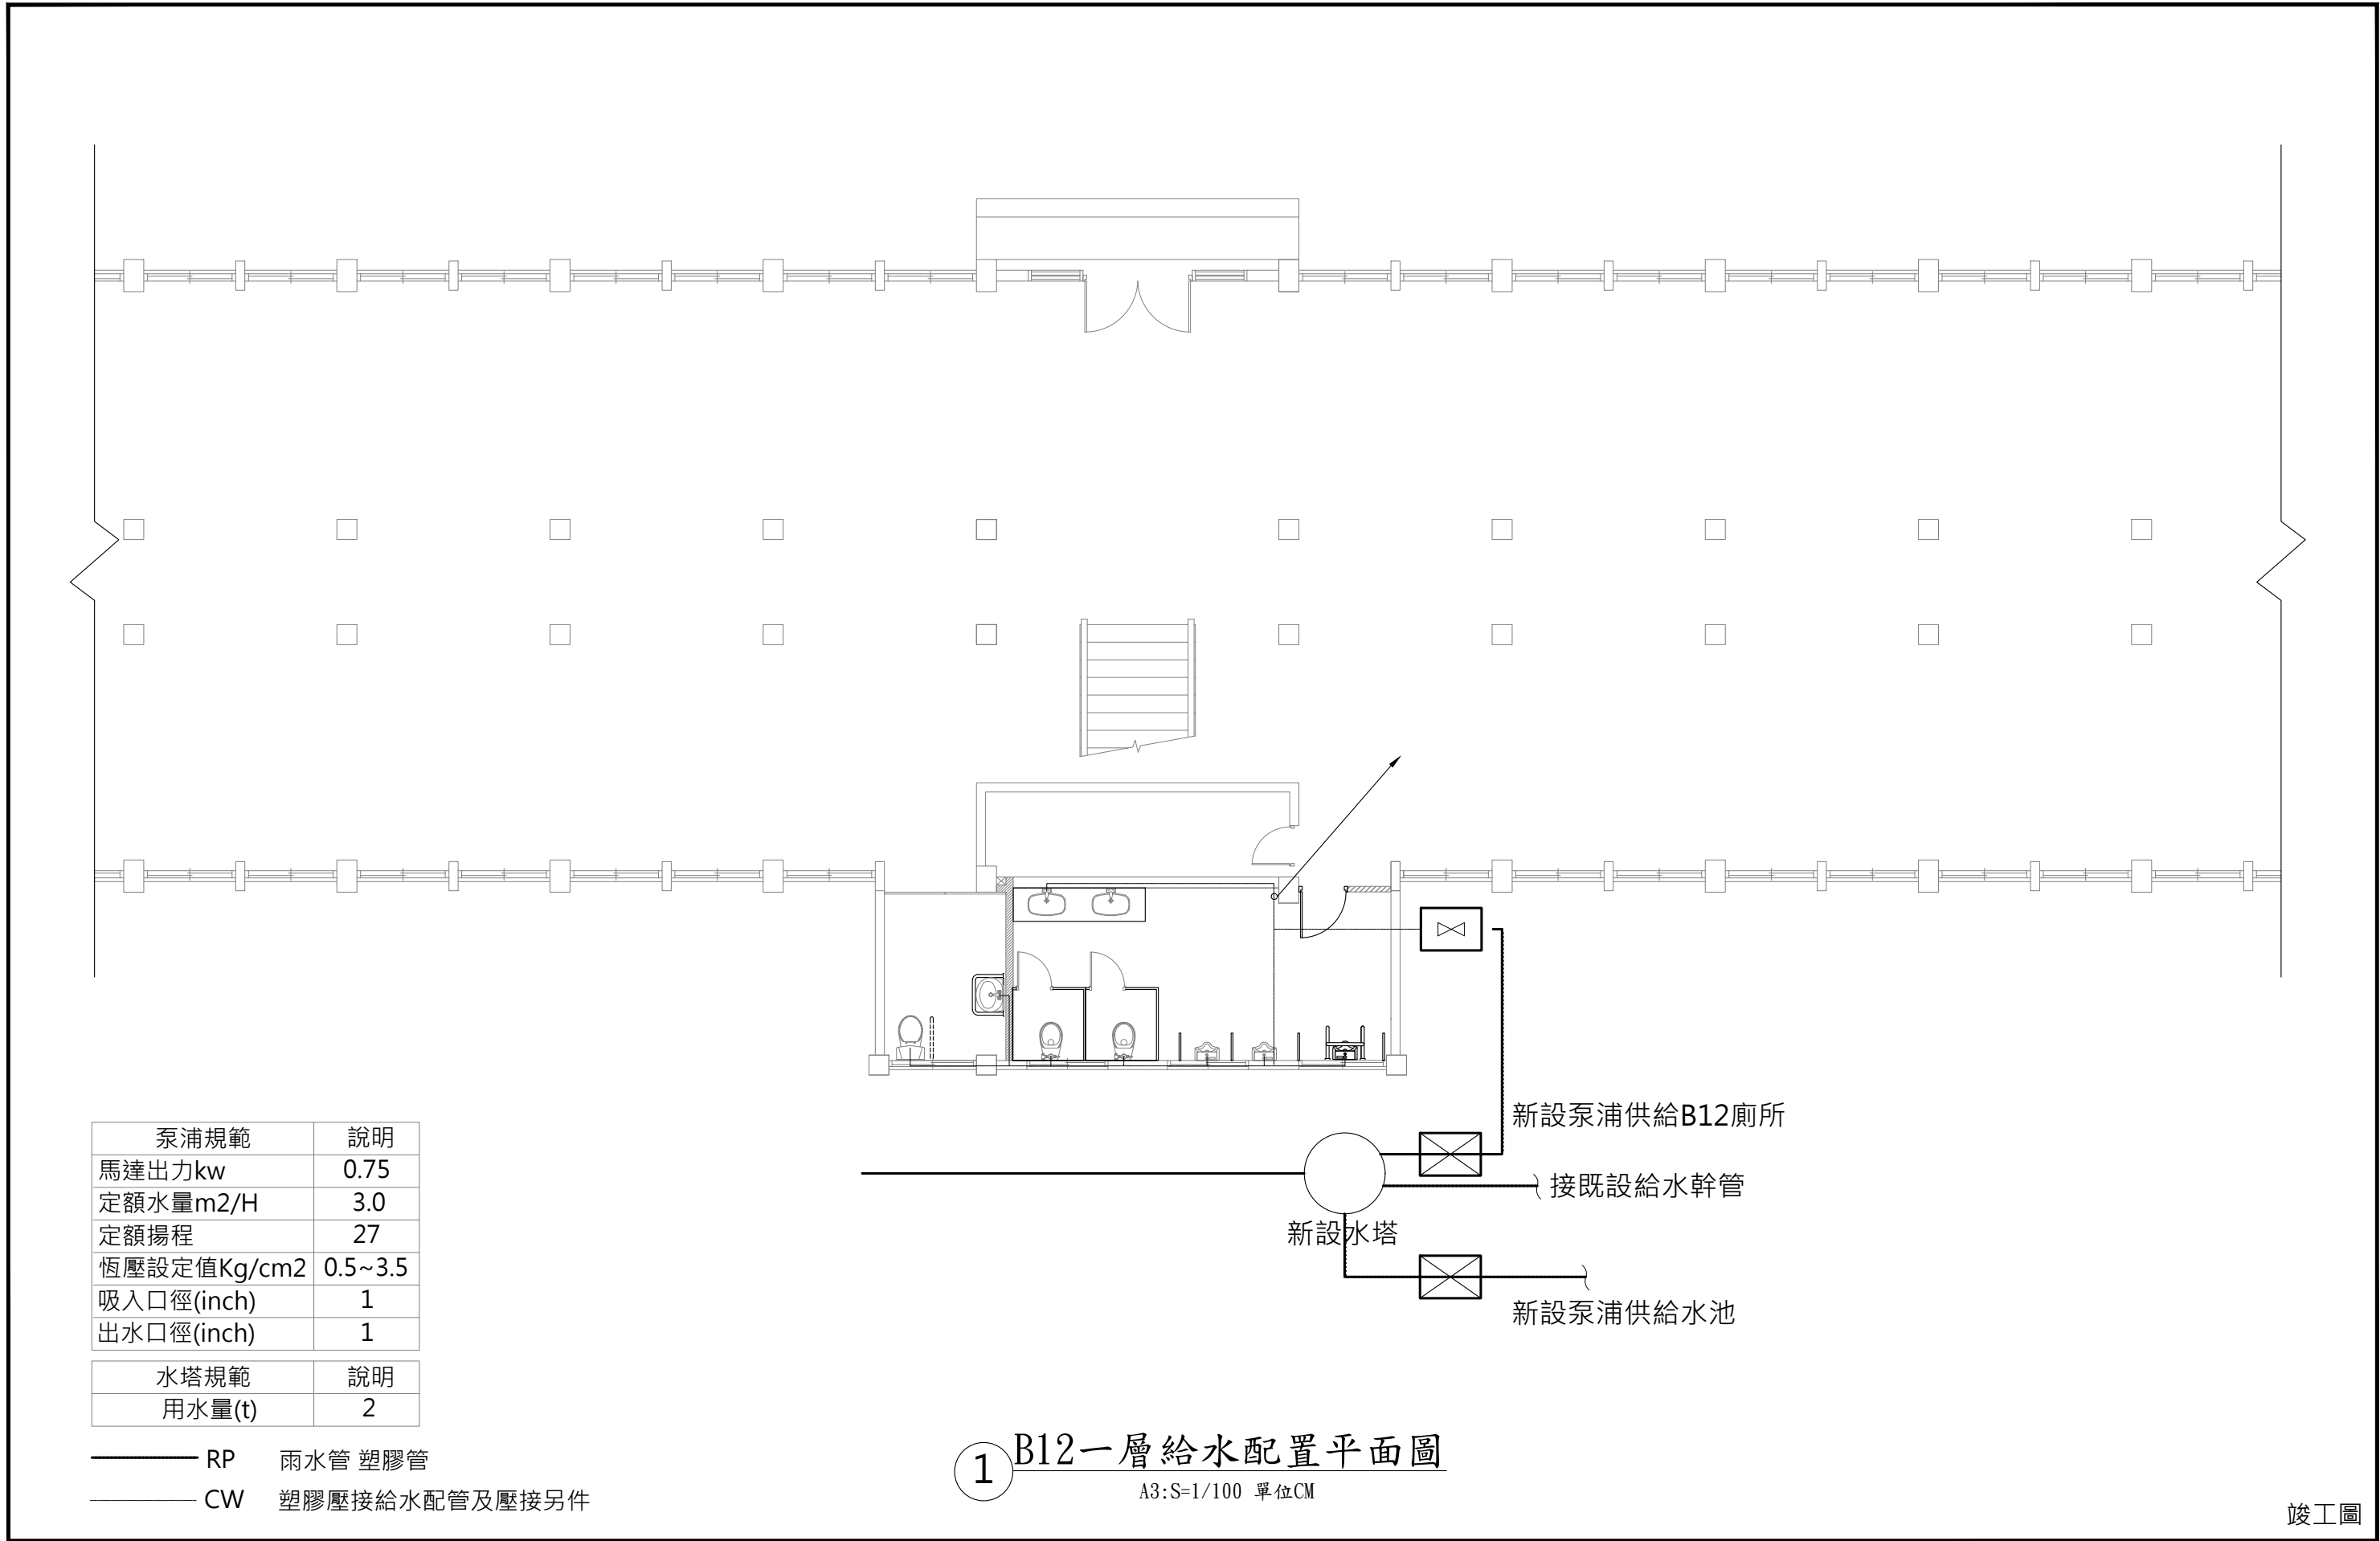 新設泵浦供給B12廁所
接既設給水幹管
新設水塔
新設泵浦供給水池
泵浦規範 說明
馬達出力kw 0.75
定額水量m2/H 3.0
定額揚程 27
恆壓設定值Kg/cm2 0.5~3.5
吸入口徑(inch) 1
出水口徑(inch) 1
水塔規範 說明
用水量(t) 2
RP 雨水管 塑膠管
CW 塑膠壓接給水配管及壓接另件
1 B12一層給水配置平面圖
A3:S=1/100 單位CM
竣工圖